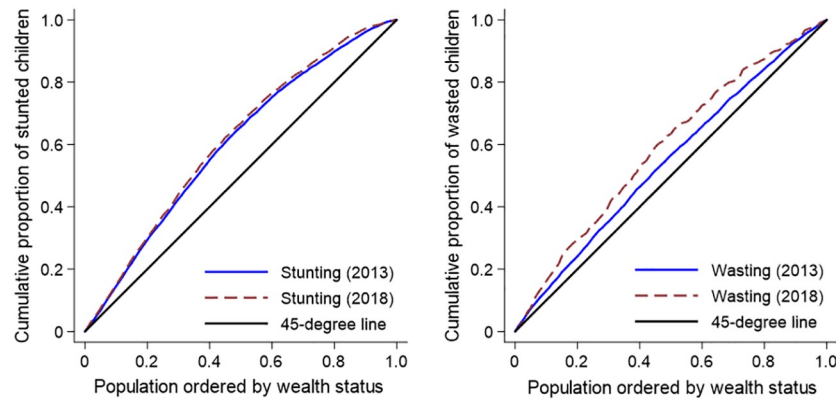 Cumulative proportion of stunted children
1.0
0.8
0.6
0.4
0.2
0
Stunting (2013)
Stunting (2018)
45-degree line
0
0.2
0.4
0.6
0.8
1.0
Population ordered by wealth status
Cumulative proportion of wasted children
1.0
0.8
0.6
0.4
0.2
0
Wasting (2013)
Wasting (2018)
45-degree line
0
0.2
0.4
0.6
0.8
1.0
Population ordered by wealth status